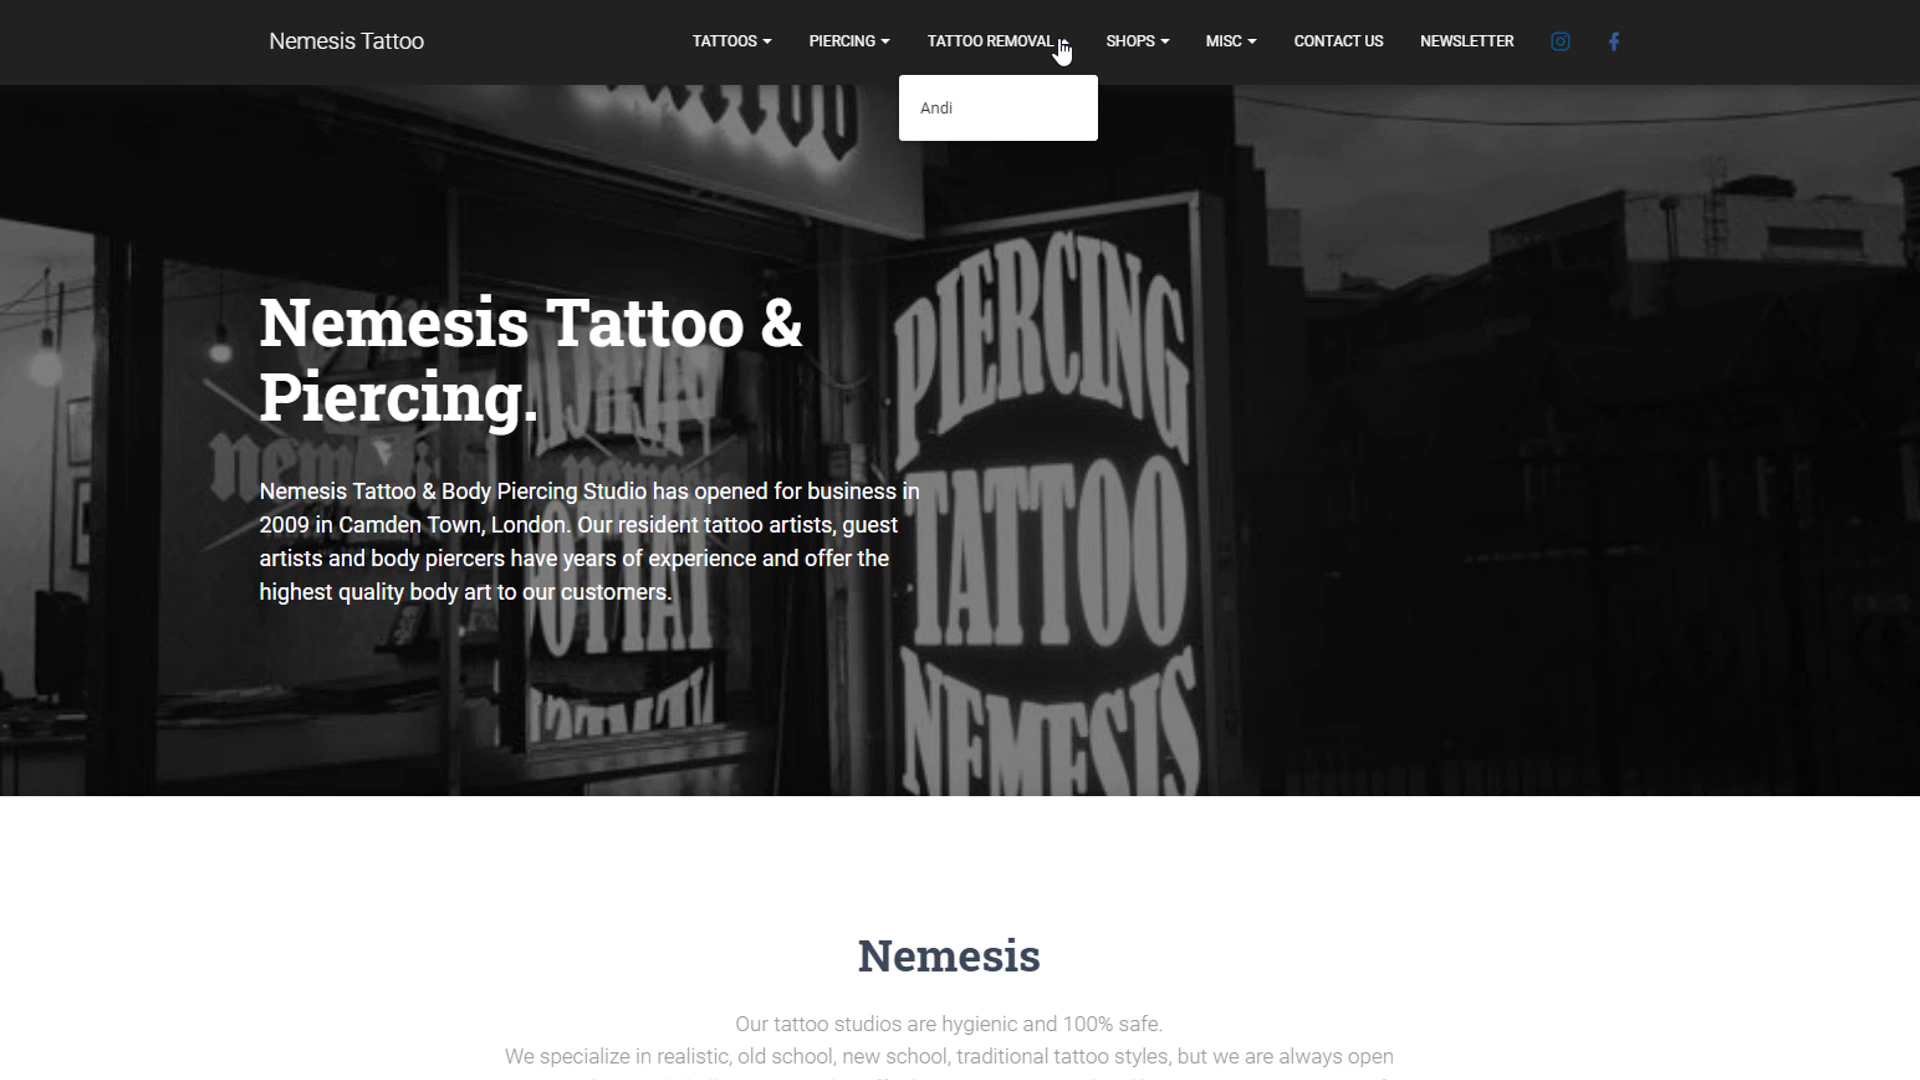 Nemesis Tattoo
TATTOOS
PIERCING
TATTOO REMOVAL
SHOPS
MISC
CONTACT US
NEWSLETTER
Andi
Nemesis Tattoo &
Piercing.
Nemesis Tattoo & Body Piercing Studio has opened for business in
2009 in Camden Town, London. Our resident tattoo artists, guest
artists and body piercers have years of experience and offer the
highest quality body art to our customers.
PIERCING
TATTOO
NEMESIS
Nemesis
Our tattoo studios are hygienic and 100% safe.
We specialize in realistic, old school, new school, traditional tattoo styles, but we are always open